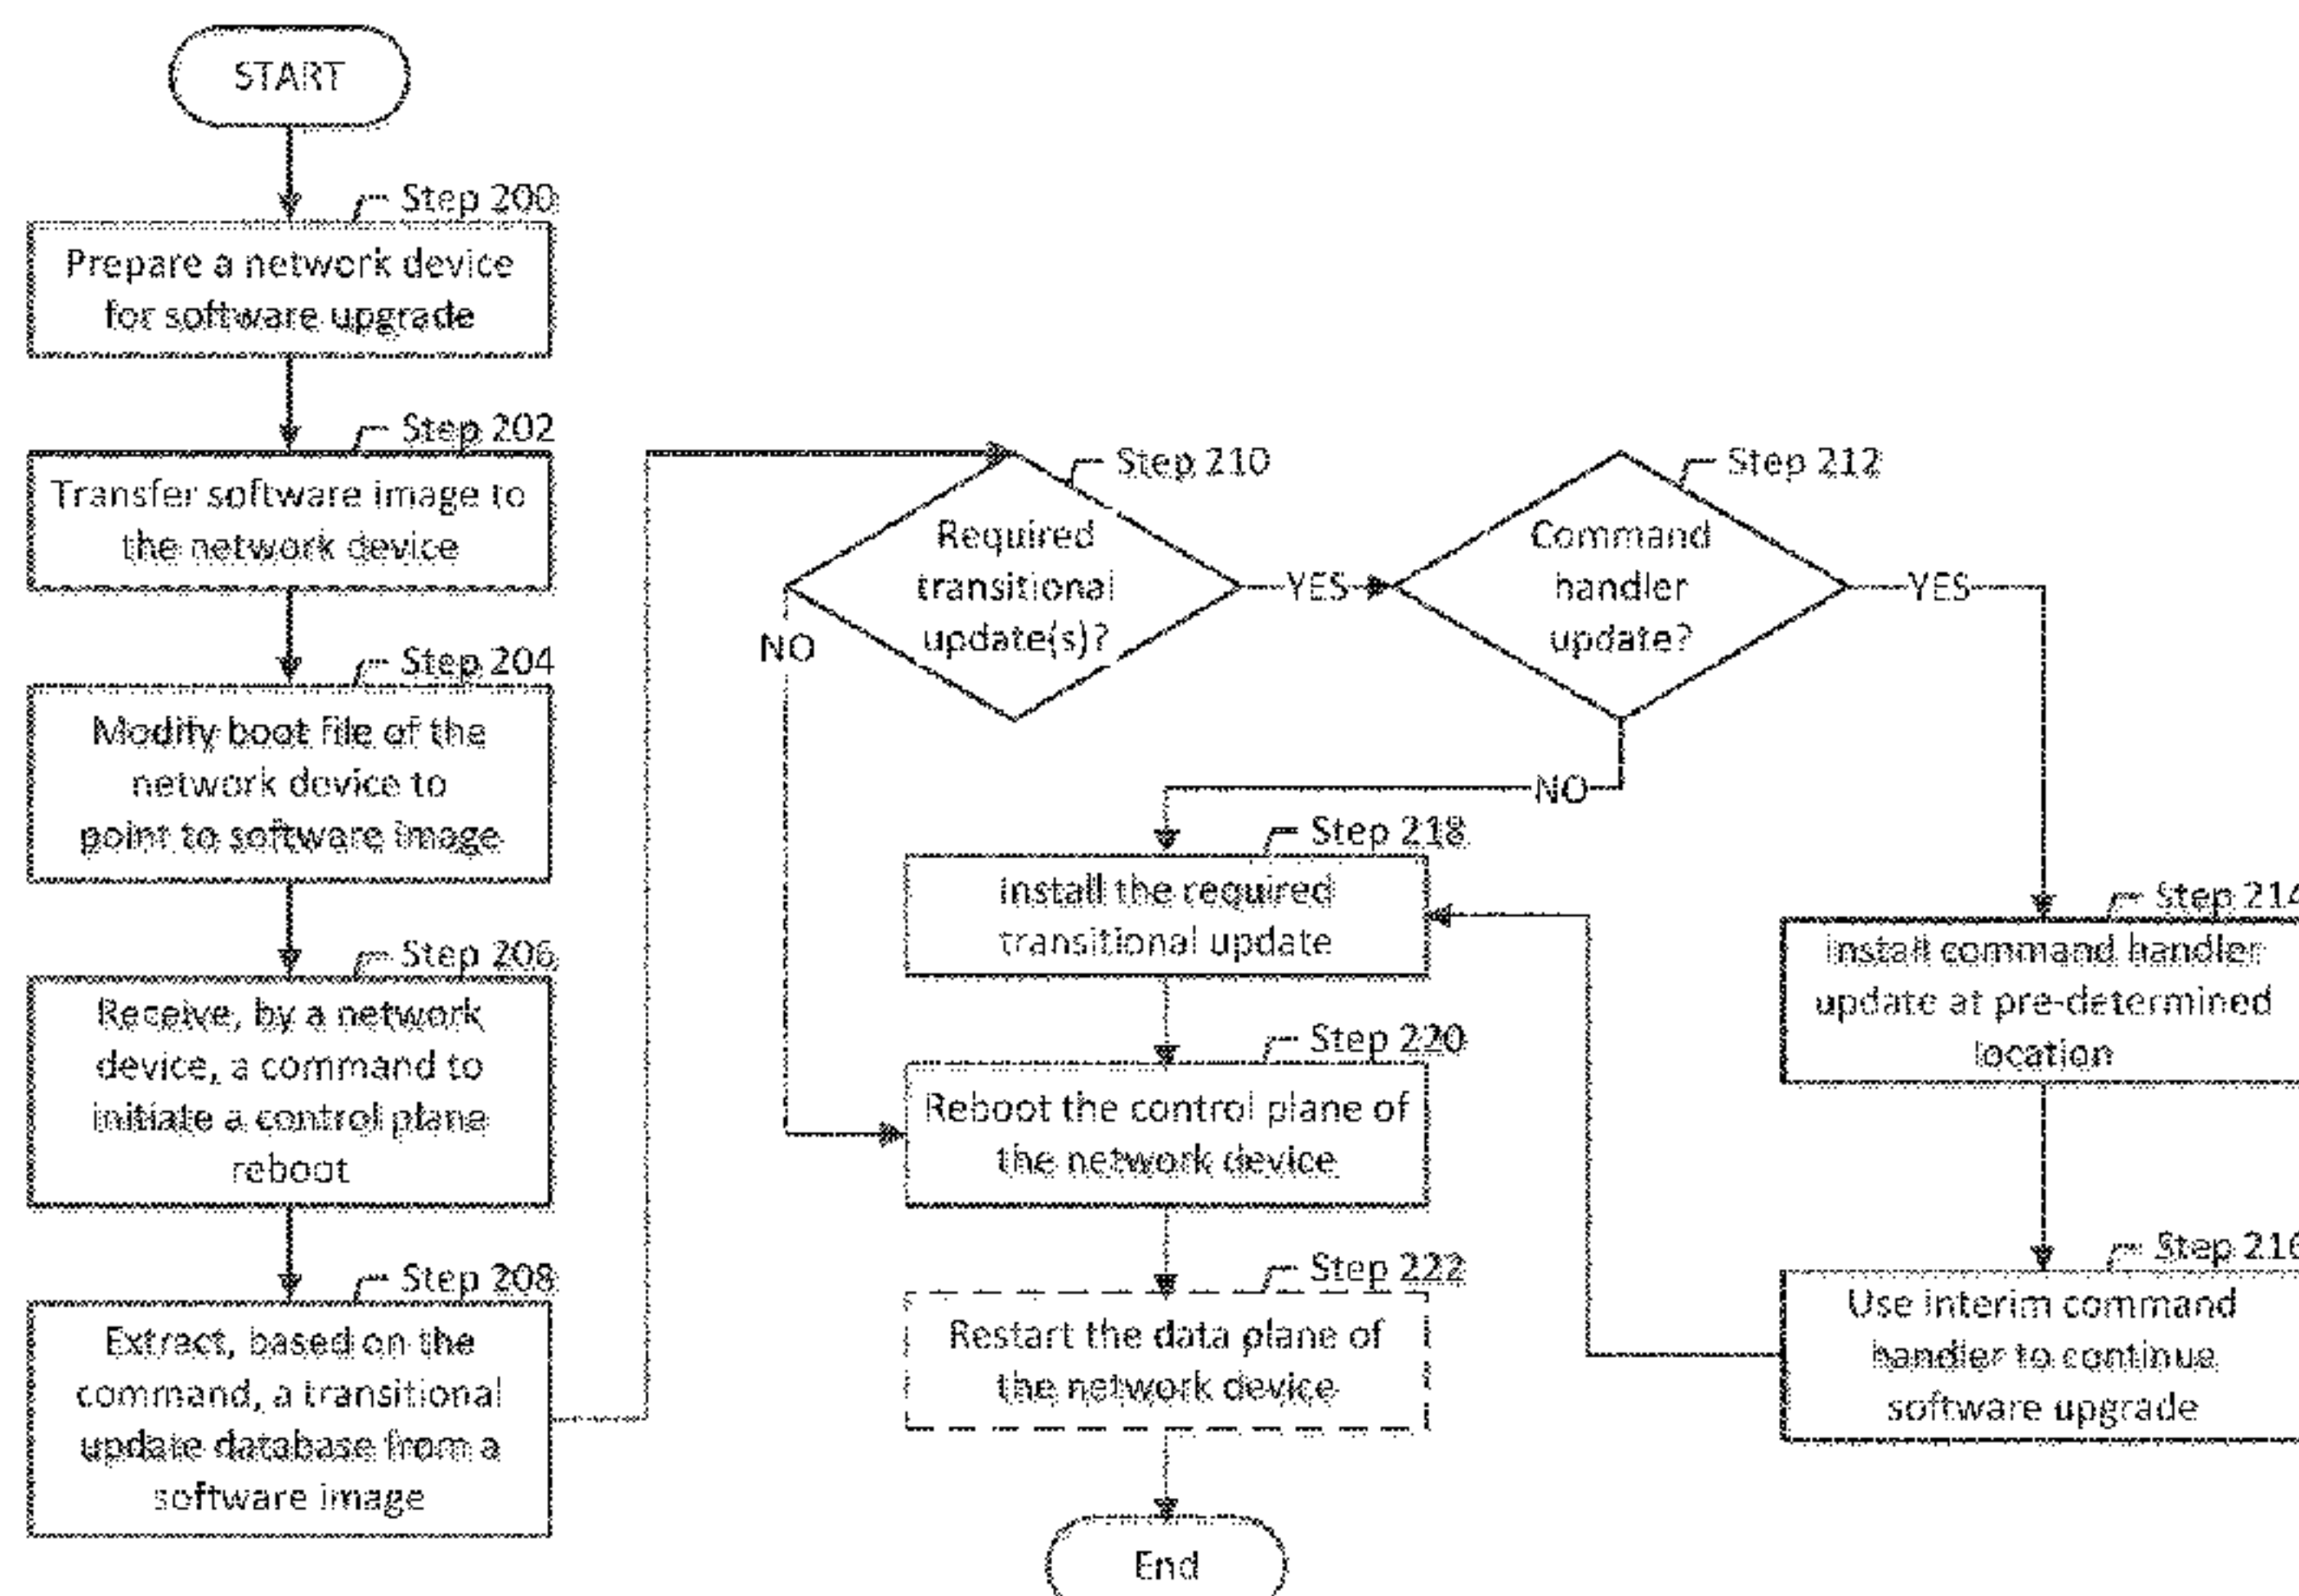 START
Step 200
Prepare a network device
for software upgrade
Step 202
Transfer software image to
the network device
Step 204
Modify boot file of the
network device to
point to software image
Step 206
Receive, by a network
device, a command to
initiate a control plane
reboot
Step 208
Extract, based on the
command, a transitional
update database from a
software image
Step 210
Required
transitional
update(s)?
YES
NO
Step 212
Command
handler
update?
YES
NO
Step 214
Install command handler
update at pre-determined
location
Step 216
Use interim command
handler to continue
software upgrade
Step 218
Install the required
transitional update
Step 220
Reboot the control plane of
the network device
Step 222
Restart the data plane of
the network device
End